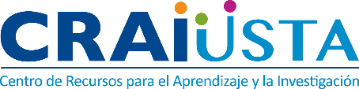 CRAiUSTA
Centro de Recursos para el Aprendizaje y la Investigación